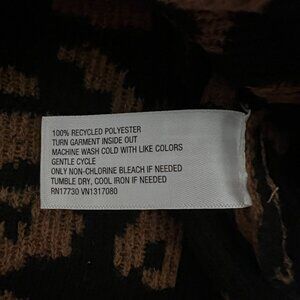 100% RECYCLED POLYESTER
TURN GARMENT INSIDE OUT
MACHINE WASH COLD WITH LIKE COLORS
GENTLE CYCLE
ONLY NON-CHLORINE BLEACH IF NEEDED
TUMBLE DRY, COOL IRON IF NEEDED
RN17730 VN1317080